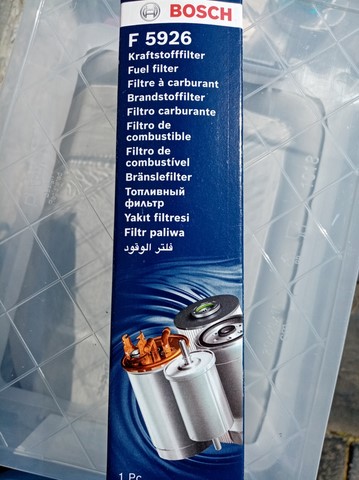 BOSCH
F 5926
Kraftstofffilter
Fuel filter
Filtre à carburant
Brandstoffilter
Filtro carburante
Filtro de
combustible
Filtro de
combustível
Bränslefilter
Топливный
фильтр
Yakıt filtresi
Filtr paliwa
فلتر الوقود
1 Pc